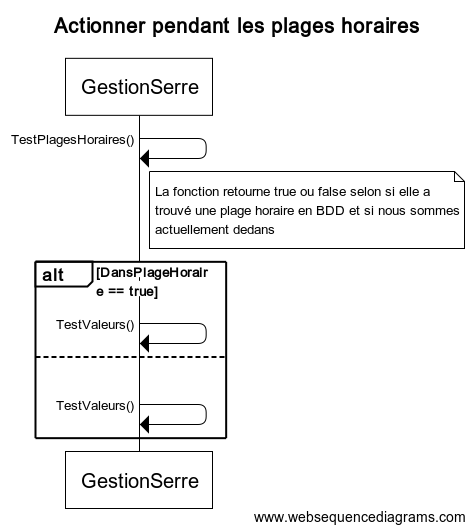 Actionner pendant les plages horaires
GestionSerre
TestPlagesHoraires()
La fonction retourne true ou false selon si elle a
trouvé une plage horaire en BDD et si nous sommes
actuellement dedans
alt
[DansPlageHorair
e == true]
TestValeurs()
TestValeurs()
GestionSerre
www.websequencediagrams.com